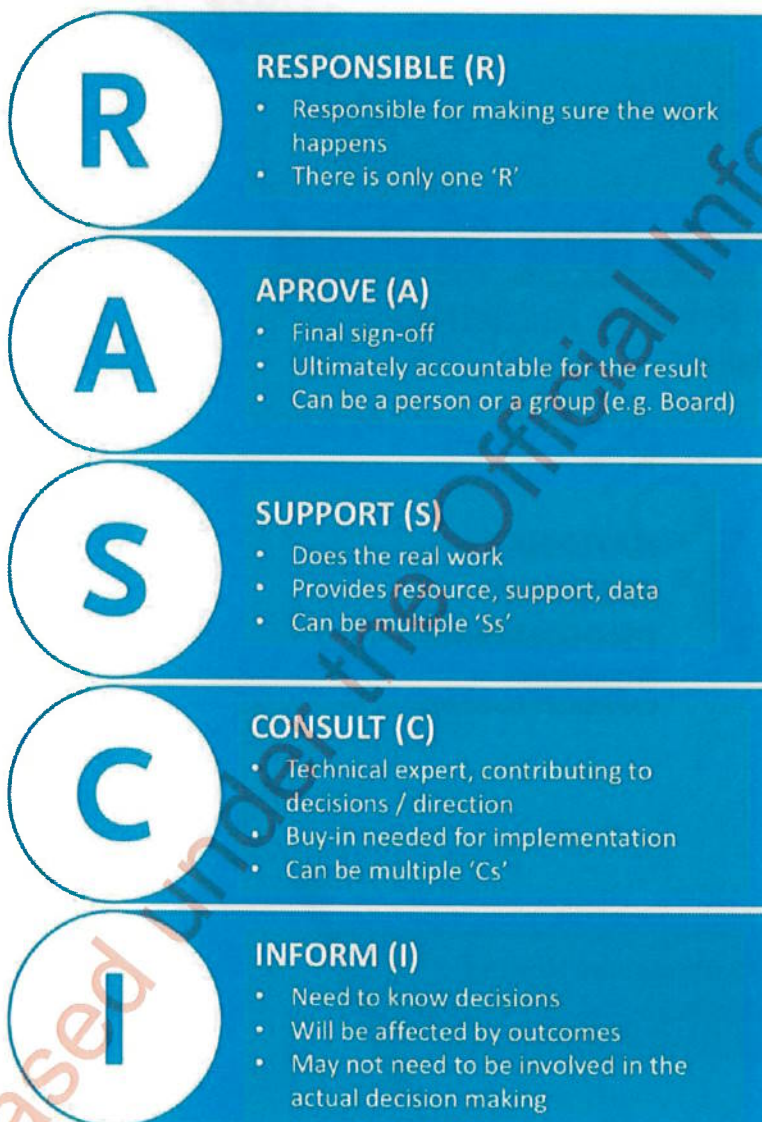 R
RESPONSIBLE (R)
• Responsible for making sure the work
happens
• There is only one ‘R’
A
APROVE (A)
• Final sign-off
• Ultimately accountable for the result
• Can be a person or a group (e.g. Board)
S
SUPPORT (S)
• Does the real work
• Provides resource, support, data
• Can be multiple ‘Ss’
C
CONSULT (C)
• Technical expert, contributing to
decisions / direction
• Buy-in needed for implementation
• Can be multiple ‘Cs’
I
INFORM (I)
• Need to know decisions
• Will be affected by outcomes
• May not need to be involved in the
actual decision making
under the Official